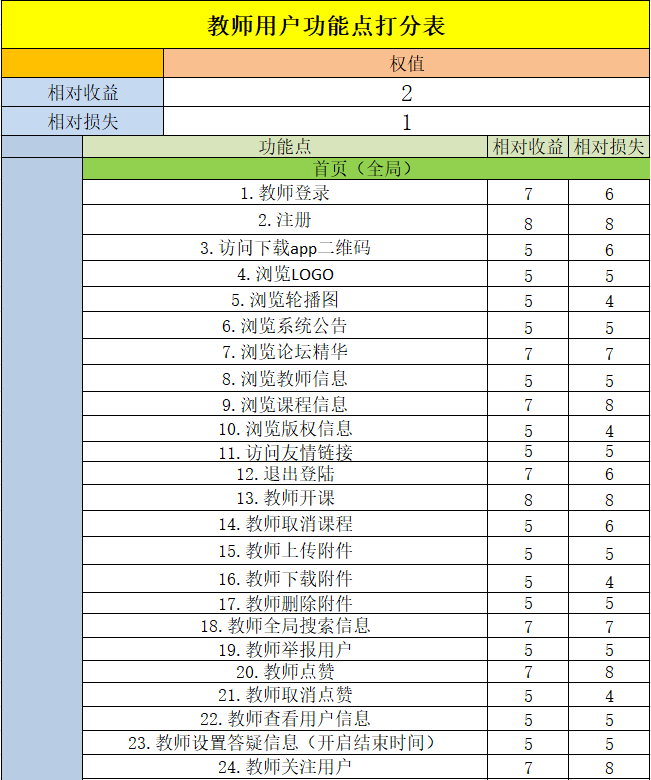 教师用户功能点打分表
权值
相对收益 2
相对损失 1
功能点 相对收益 相对损失
首页（全局）
1.教师登录 7 6
2.注册 8 8
3.访问下载app二维码 5 6
4.浏览LOGO 5 5
5.浏览轮播图 5 4
6.浏览系统公告 5 5
7.浏览论坛精华 7 7
8.浏览教师信息 5 5
9.浏览课程信息 7 8
10.浏览版权信息 5 4
11.访问友情链接 5 5
12.退出登陆 7 6
13.教师开课 8 8
14.教师取消课程 5 6
15.教师上传附件 5 5
16.教师下载附件 5 4
17.教师删除附件 5 5
18.教师全局搜索信息 7 7
19.教师举报用户 5 5
20.教师点赞 7 8
21.教师取消点赞 5 4
22.教师查看用户信息 5 5
23.教师设置答疑信息（开启结束时间） 5 5
24.教师关注用户 7 8